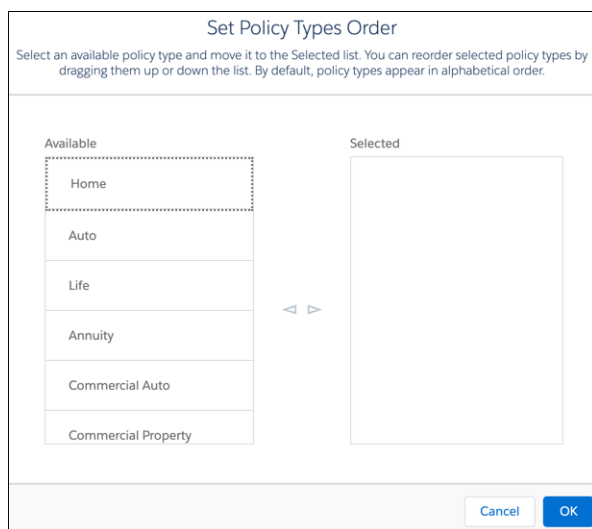 Set Policy Types Order
Select an available policy type and move it to the Selected list. You can reorder selected policy types by
dragging them up or down the list. By default, policy types appear in alphabetical order.
Available
Selected
Home
Auto
Life
Annuity
Commercial Auto
Commercial Property
Cancel
OK